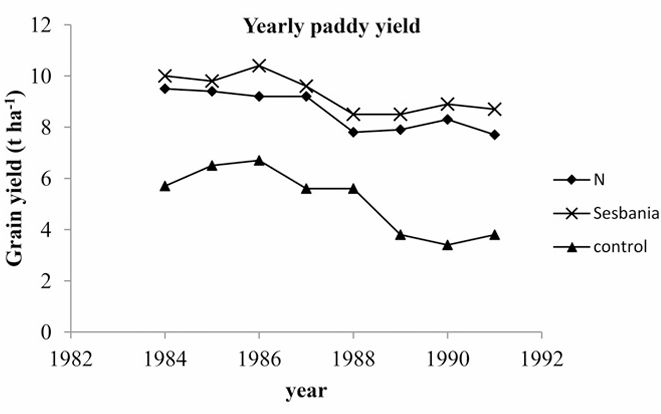 Yearly paddy yield
12
10
8
6
4
2
0
Grain yield (t ha-1)
1982 1984 1986 1988 1990 1992
year
N
Sesbania
control